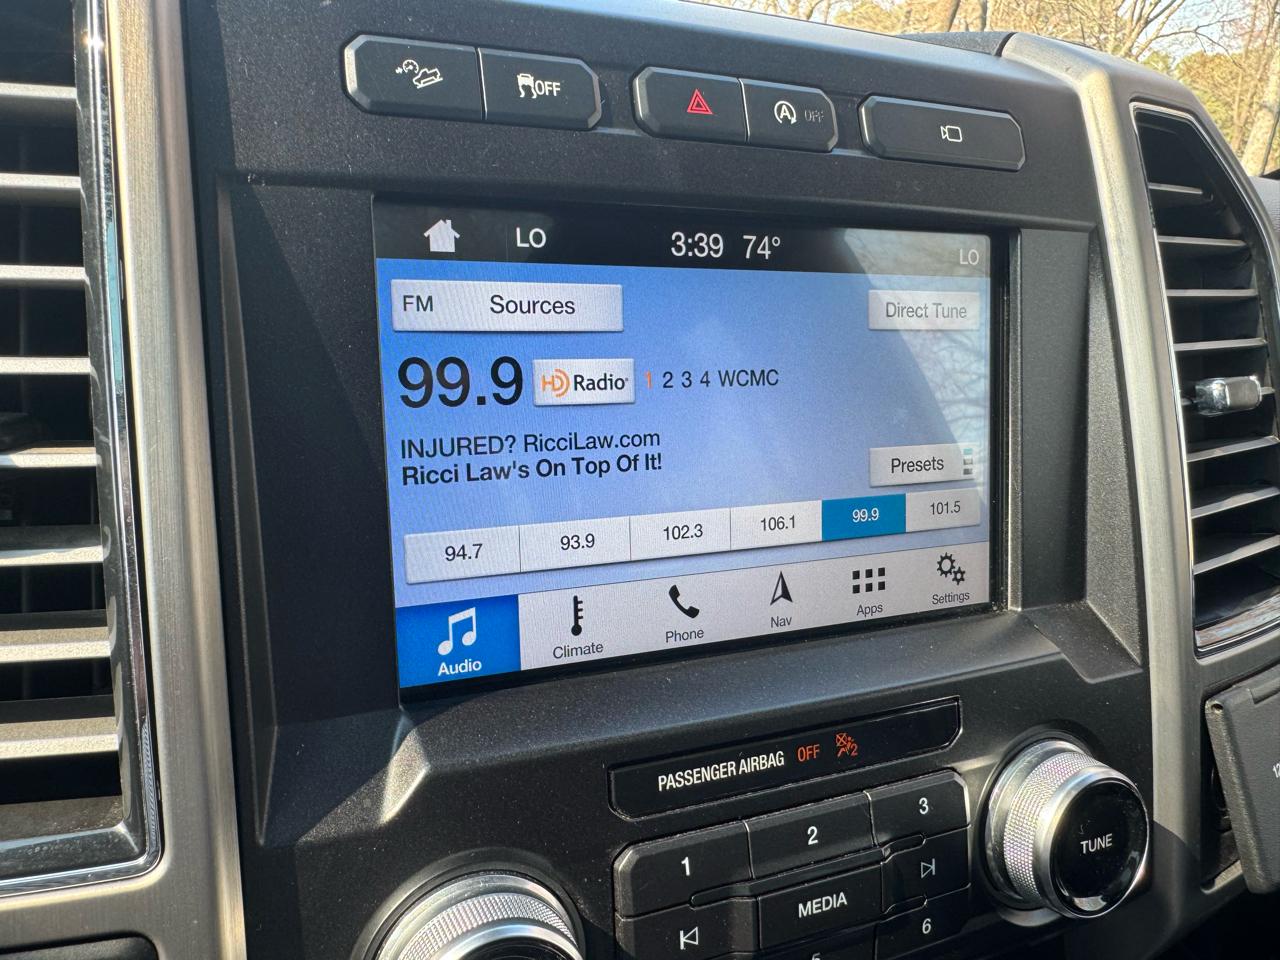 OFF
A OFF
LO 3:39 74° LO
FM Sources Direct Tune
99.9 HD Radio 1 2 3 4 WCMC
INJURED? RicciLaw.com
Ricci Law's On Top Of It!
Presets
94.7 93.9 102.3 106.1 99.9 101.5
Audio Climate Phone Nav Apps Settings
PASSENGER AIRBAG OFF 2
1 2 3
MEDIA
6
TUNE